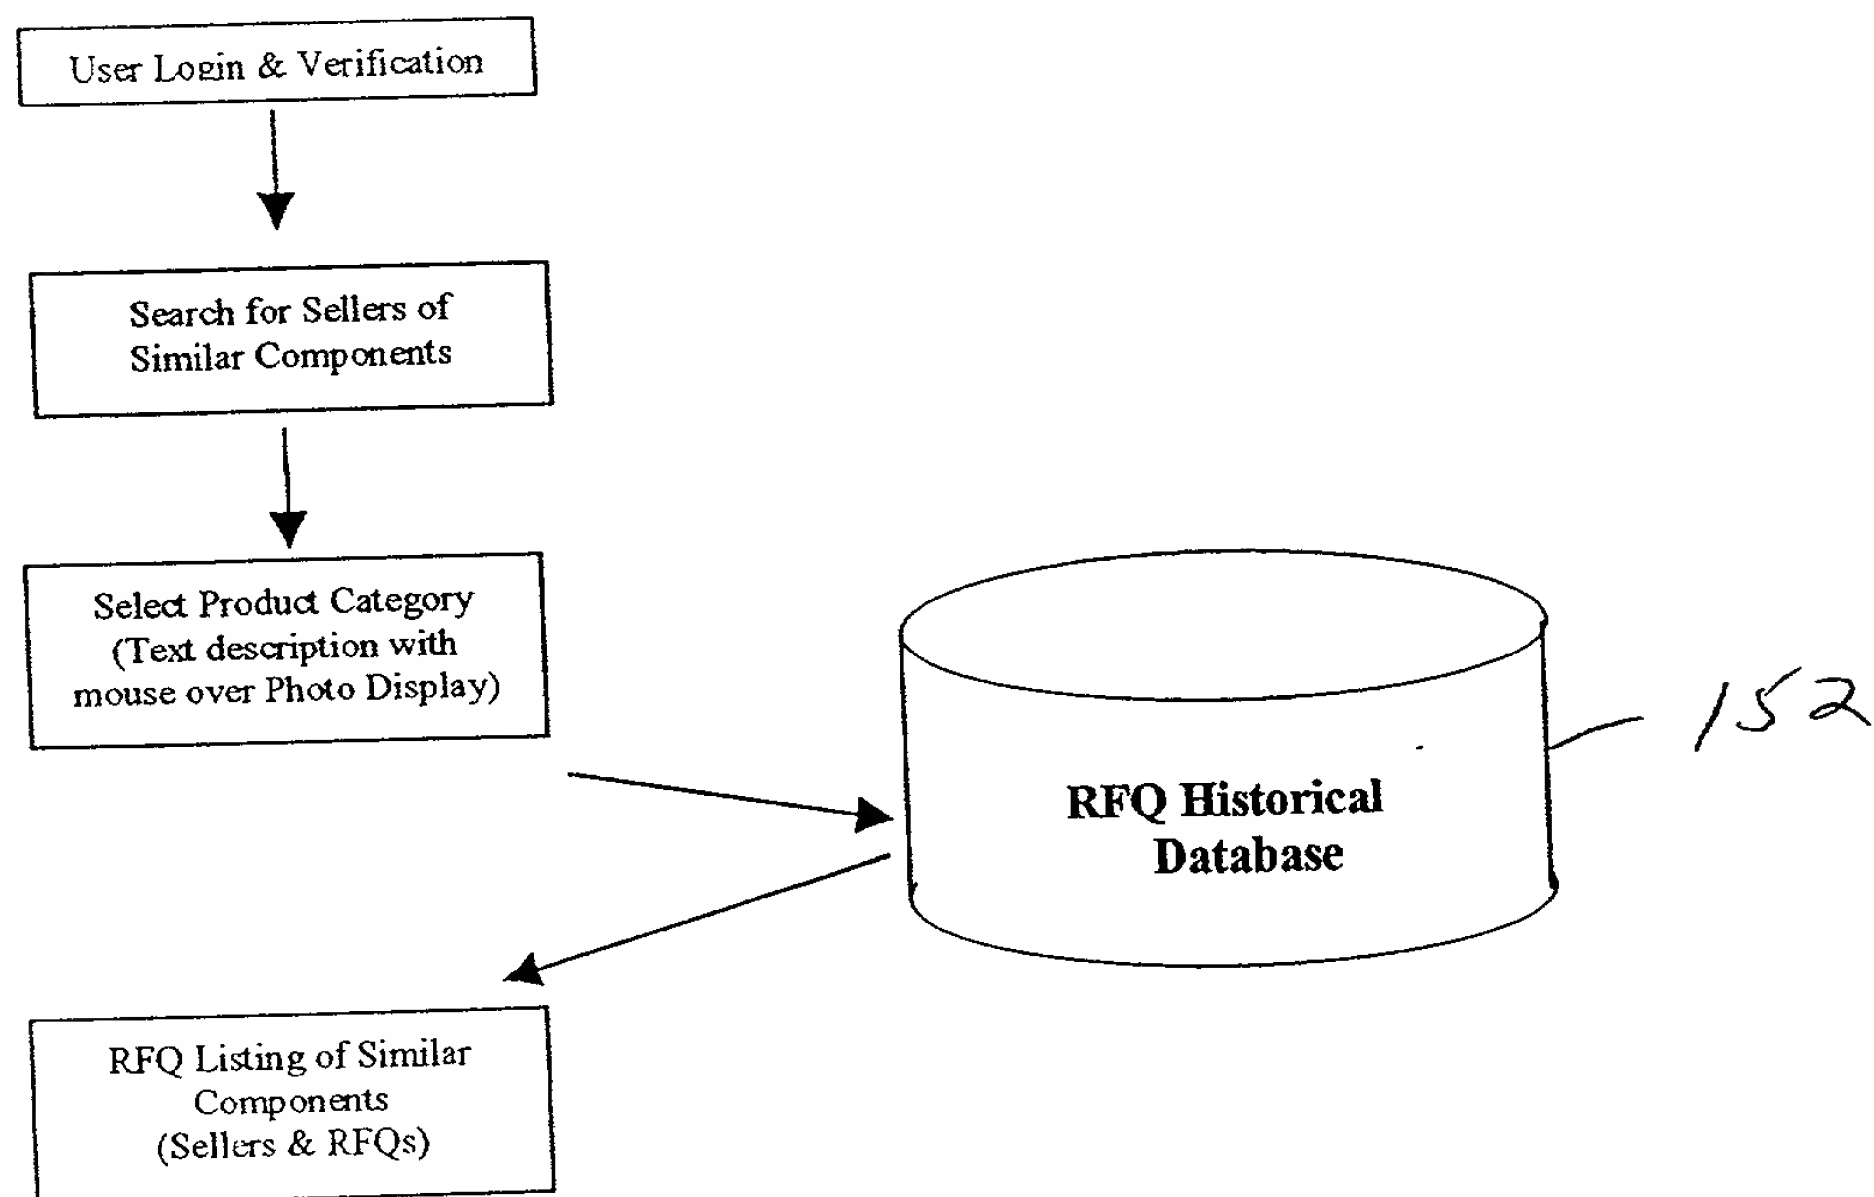 User Login & Verification
Search for Sellers of
Similar Components
Select Product Category
(Text description with
mouse over Photo Display)
RFQ Historical
Database
152
RFQ Listing of Similar
Components
(Sellers & RFQs)